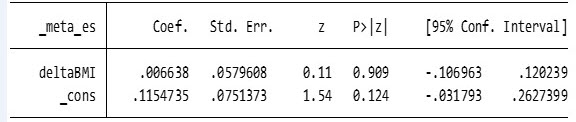 _meta_es Coef. Std. Err. z P>|z| [95% Conf. Interval]
deltaBMI .006638 .0579608 0.11 0.909 -.106963 .120239
_cons .1154735 .0751373 1.54 0.124 -.031793 .2627399